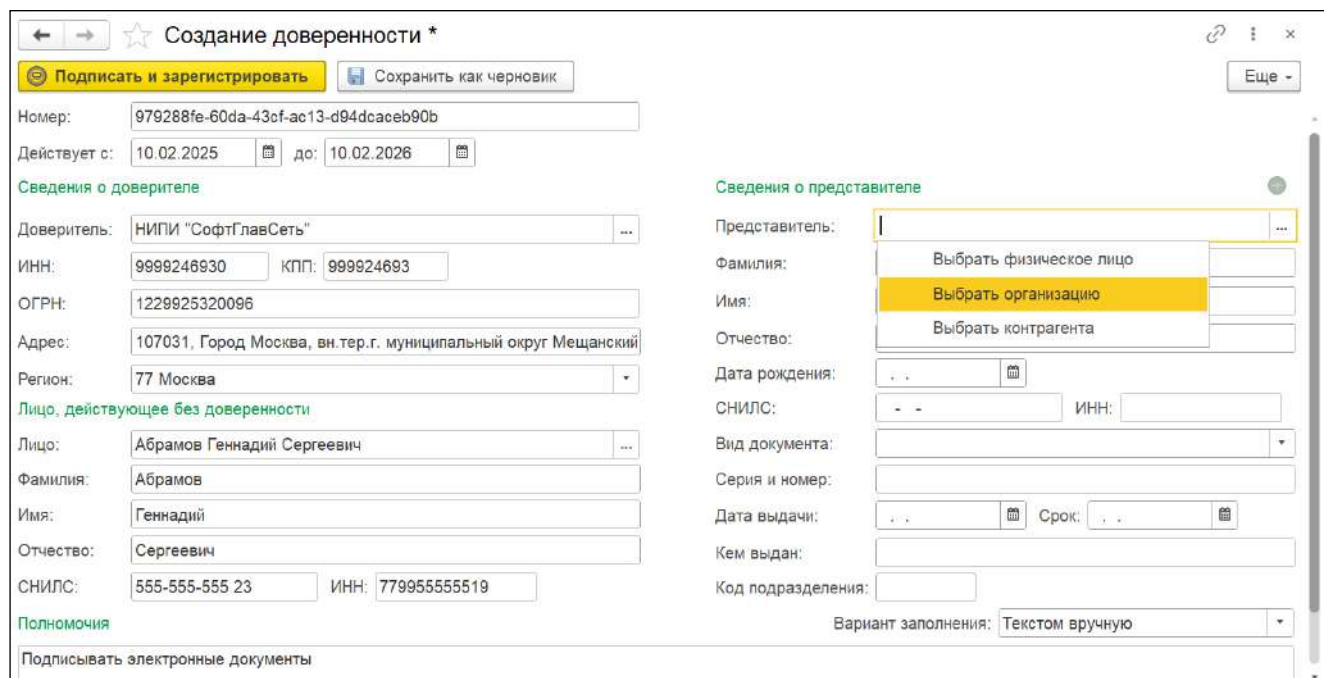 Создание доверенности *
Подписать и зарегистрировать
Сохранить как черновик
Еще
Номер: 979288fe-60da-43cf-ac13-d94dcaceb90b
Действует с: 10.02.2025 до: 10.02.2026
Сведения о доверителе
Доверитель: НИПИ "СофтГлавСеть" ...
ИНН: 9999246930 КПП: 999924693
ОГРН: 1229925320096
Адрес: 107031, Город Москва, вн.тер.г. муниципальный округ Мещанский
Регион: 77 Москва
Лицо, действующее без доверенности
Лицо: Абрамов Геннадий Сергеевич ...
Фамилия: Абрамов
Имя: Геннадий
Отчество: Сергеевич
СНИЛС: 555-555-555 23 ИНН: 779955555519
Сведения о представителе
Представитель: ...
Выбрать физическое лицо
Выбрать организацию
Выбрать контрагента
Фамилия:
Имя:
Отчество:
Дата рождения: . .
СНИЛС: - - ИНН:
Вид документа:
Серия и номер:
Дата выдачи: . . Срок: . .
Кем выдан:
Код подразделения:
Полномочия
Вариант заполнения: Текстом вручную
Подписывать электронные документы